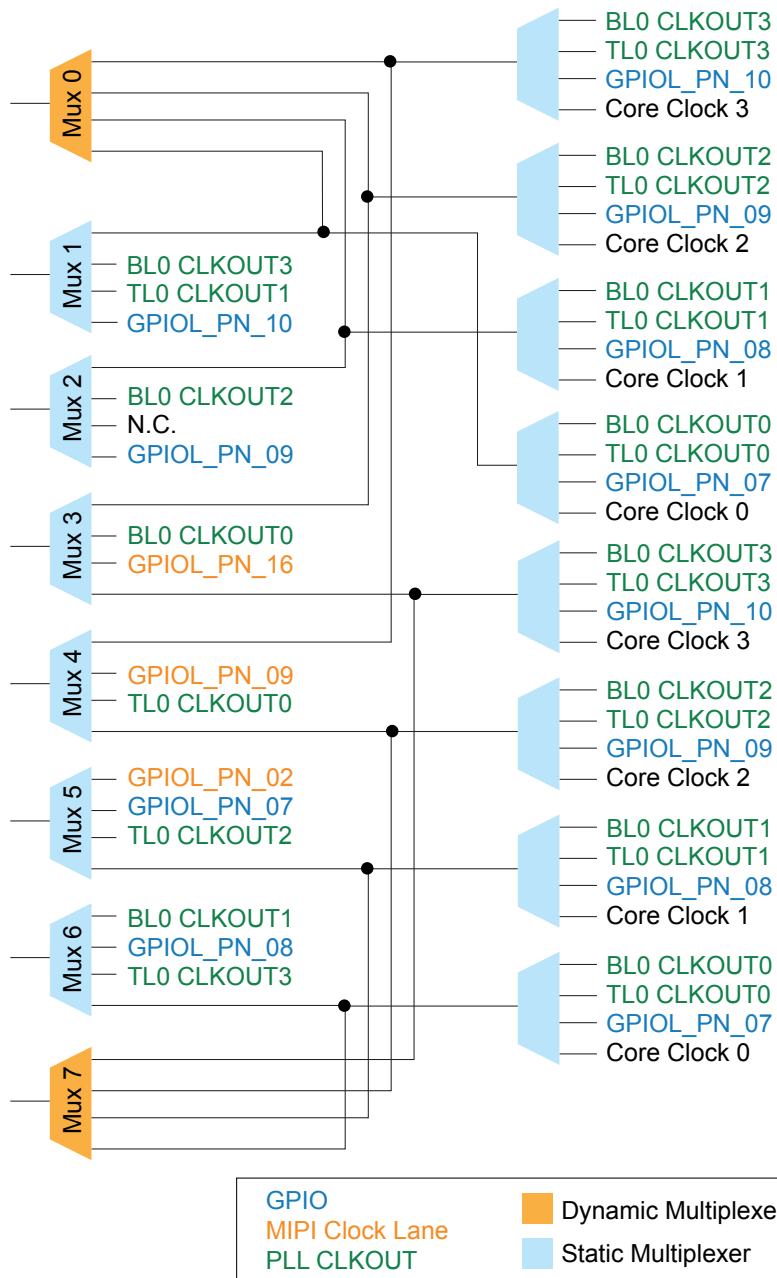 Mux 0
Mux 1
BL0 CLKOUT3
TL0 CLKOUT1
GPIOL_PN_10
Mux 2
BL0 CLKOUT2
N.C.
GPIOL_PN_09
Mux 3
BL0 CLKOUT0
GPIOL_PN_16
Mux 4
GPIOL_PN_09
TL0 CLKOUT0
Mux 5
GPIOL_PN_02
GPIOL_PN_07
TL0 CLKOUT2
Mux 6
BL0 CLKOUT1
GPIOL_PN_08
TL0 CLKOUT3
Mux 7
BL0 CLKOUT3
TL0 CLKOUT3
GPIOL_PN_10
Core Clock 3
BL0 CLKOUT2
TL0 CLKOUT2
GPIOL_PN_09
Core Clock 2
BL0 CLKOUT1
TL0 CLKOUT1
GPIOL_PN_08
Core Clock 1
BL0 CLKOUT0
TL0 CLKOUT0
GPIOL_PN_07
Core Clock 0
BL0 CLKOUT3
TL0 CLKOUT3
GPIOL_PN_10
Core Clock 3
BL0 CLKOUT2
TL0 CLKOUT2
GPIOL_PN_09
Core Clock 2
BL0 CLKOUT1
TL0 CLKOUT1
GPIOL_PN_08
Core Clock 1
BL0 CLKOUT0
TL0 CLKOUT0
GPIOL_PN_07
Core Clock 0
GPIO
MIPI Clock Lane
PLL CLKOUT
Dynamic Multiplexe
Static Multiplexer